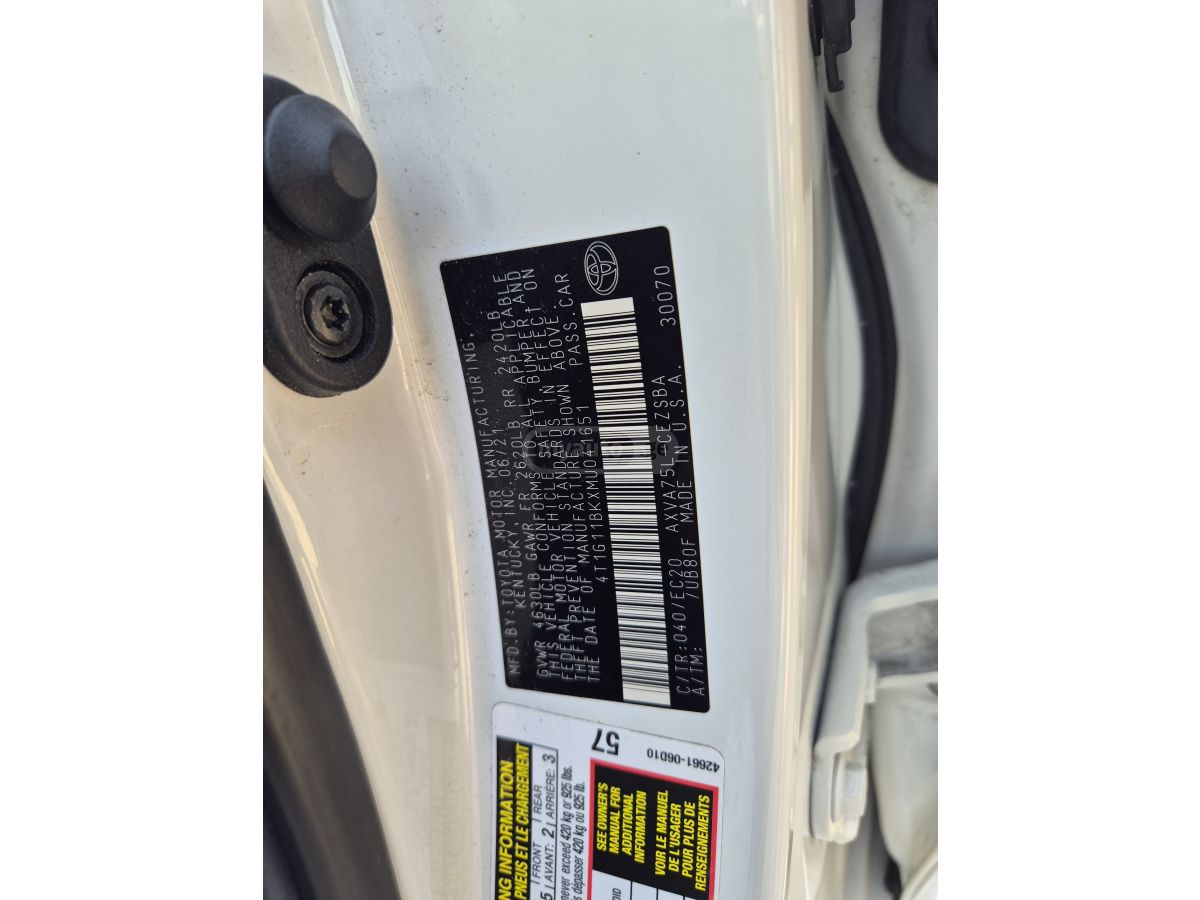 MFD.BY:TOYOTA MOTOR MANUFACTURING,
KENTUCKY, INC. 06/21
GVWR 4630LB GAWR FR 2620LB RR 2420LB
THIS VEHICLE CONFORMS TO ALL APPLICABLE
FEDERAL MOTOR VEHICLE SAFETY, BUMPER AND
THEFT PREVENTION STANDARDS IN EFFECT ON
THE DATE OF MANUFACTURE SHOWN ABOVE.
4T1G11BKXMU041651 PASS.CAR
C/TR:040/EC20 AXVA75L-CEZSBA 30070
A/TM: /UB80F MADE IN U.S.A.
57
42661-06D10
NG INFORMATION
PNEUS ET LE CHARGEMENT
5 FRONT REAR
AVANT: 2 ARRIÈRE: 3
never exceed 420 kg or 925 lbs.
dépasser 420 kg ou 925 lb.
SEE OWNER'S
MANUAL FOR
ADDITIONAL
INFORMATION
VOIR LE MANUEL
DE L'USAGER
POUR PLUS DE
RENSEIGNEMENTS